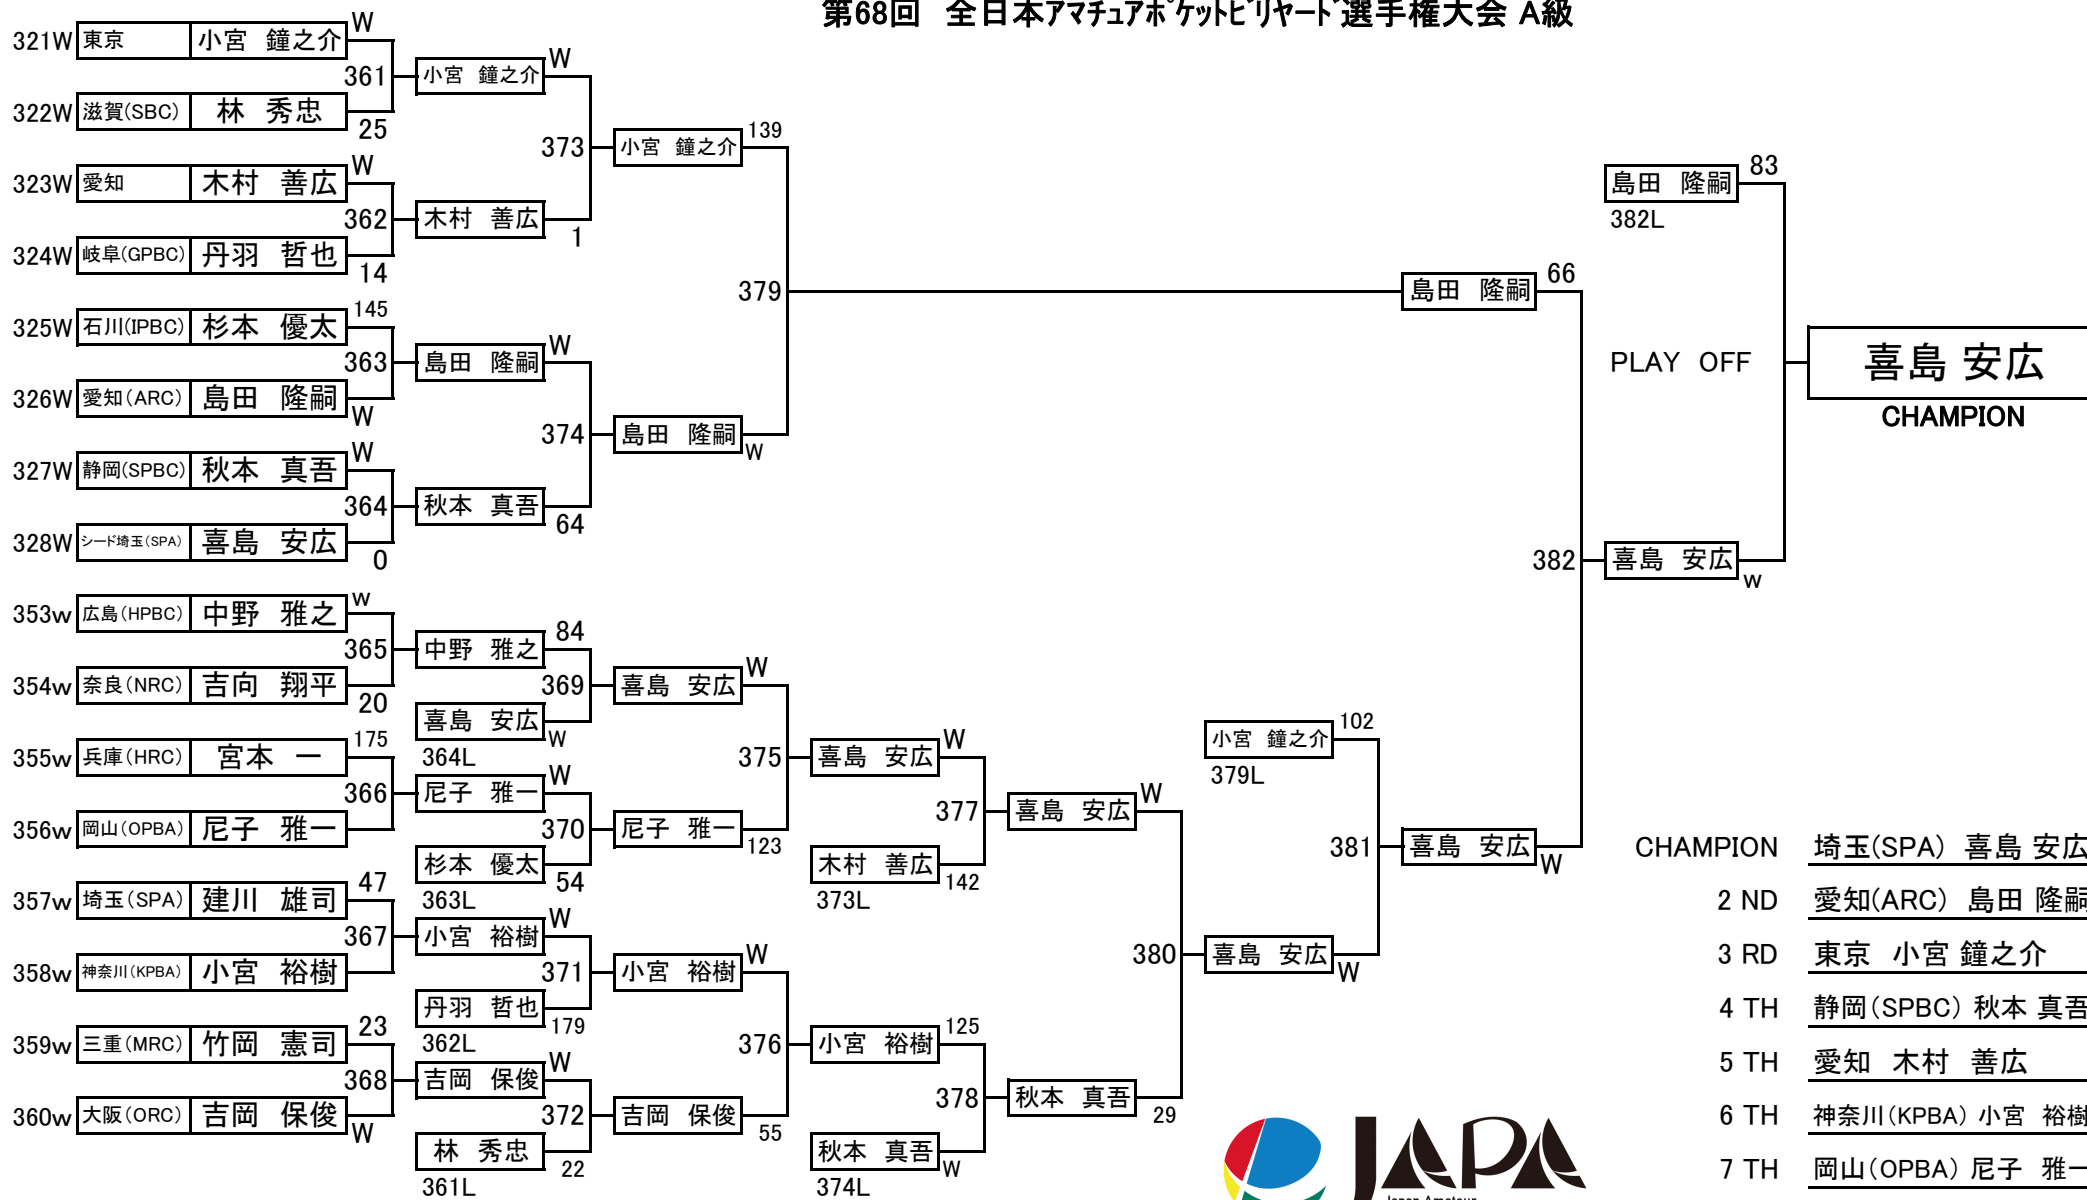 第68回 全日本アマチュアポケットビリヤード選手権大会 A級
321W 東京 小宮 鐘之介 W
361 小宮 鐘之介 W
322W 滋賀(SBC) 林 秀忠 25
373 小宮 鐘之介 139
323W 愛知 木村 善広 W
362 木村 善広 1
324W 岐阜(GPBC) 丹羽 哲也 14
379 島田 隆嗣 66
325W 石川(IPBC) 杉本 優太 145
363 島田 隆嗣 W
326W 愛知(ARC) 島田 隆嗣 W
374 島田 隆嗣 W
327W 静岡(SPBC) 秋本 真吾 W
364 秋本 真吾 64
328W シード埼玉(SPA) 喜島 安広 0
島田 隆嗣 83
382L
PLAY OFF
喜島 安広
CHAMPION
382 喜島 安広 w
353w 広島(HPBC) 中野 雅之 w
365 中野 雅之 84
354w 奈良(NRC) 吉向 翔平 20
369 喜島 安広 W
喜島 安広 W
364L
355w 兵庫(HRC) 宮本 一 175
375 喜島 安広 W
366 尼子 雅一 W
356w 岡山(OPBA) 尼子 雅一
370 尼子 雅一 123
杉本 優太 54
363L
377 喜島 安広 W
木村 善広 142
373L
357w 埼玉(SPA) 建川 雄司 47
367 小宮 裕樹 W
358w 神奈川(KPBA) 小宮 裕樹
371 小宮 裕樹 W
丹羽 哲也 179
362L
380 喜島 安広 W
小宮 鐘之介 102
379L
381 喜島 安広 W
359w 三重(MRC) 竹岡 憲司 23
376 小宮 裕樹 125
368 吉岡 保俊 W
360w 大阪(ORC) 吉岡 保俊 W
372 吉岡 保俊 55
林 秀忠 22
361L
378 秋本 真吾 29
秋本 真吾 W
374L
CHAMPION 埼玉(SPA) 喜島 安広
2 ND 愛知(ARC) 島田 隆嗣
3 RD 東京 小宮 鐘之介
4 TH 静岡(SPBC) 秋本 真吾
5 TH 愛知 木村 善広
6 TH 神奈川(KPBA) 小宮 裕樹
7 TH 岡山(OPBA) 尼子 雅一
JAPA
Japan Amateur